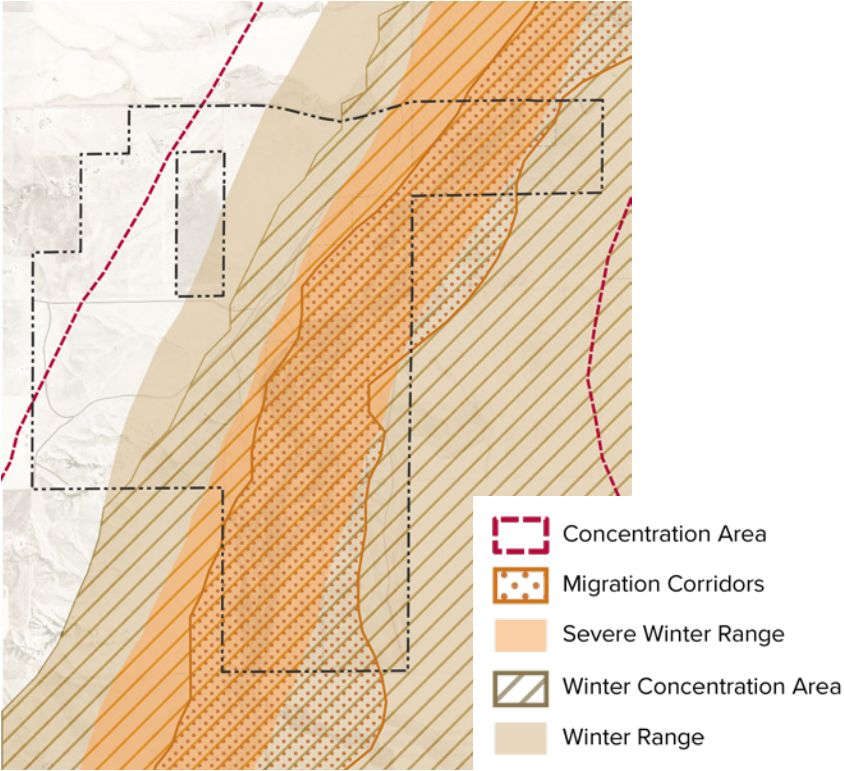 Concentration Area
Migration Corridors
Severe Winter Range
Winter Concentration Area
Winter Range